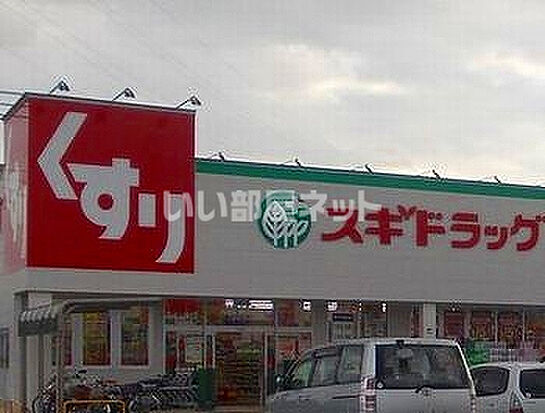 くすり
スギドラッグ
いい部屋ネット